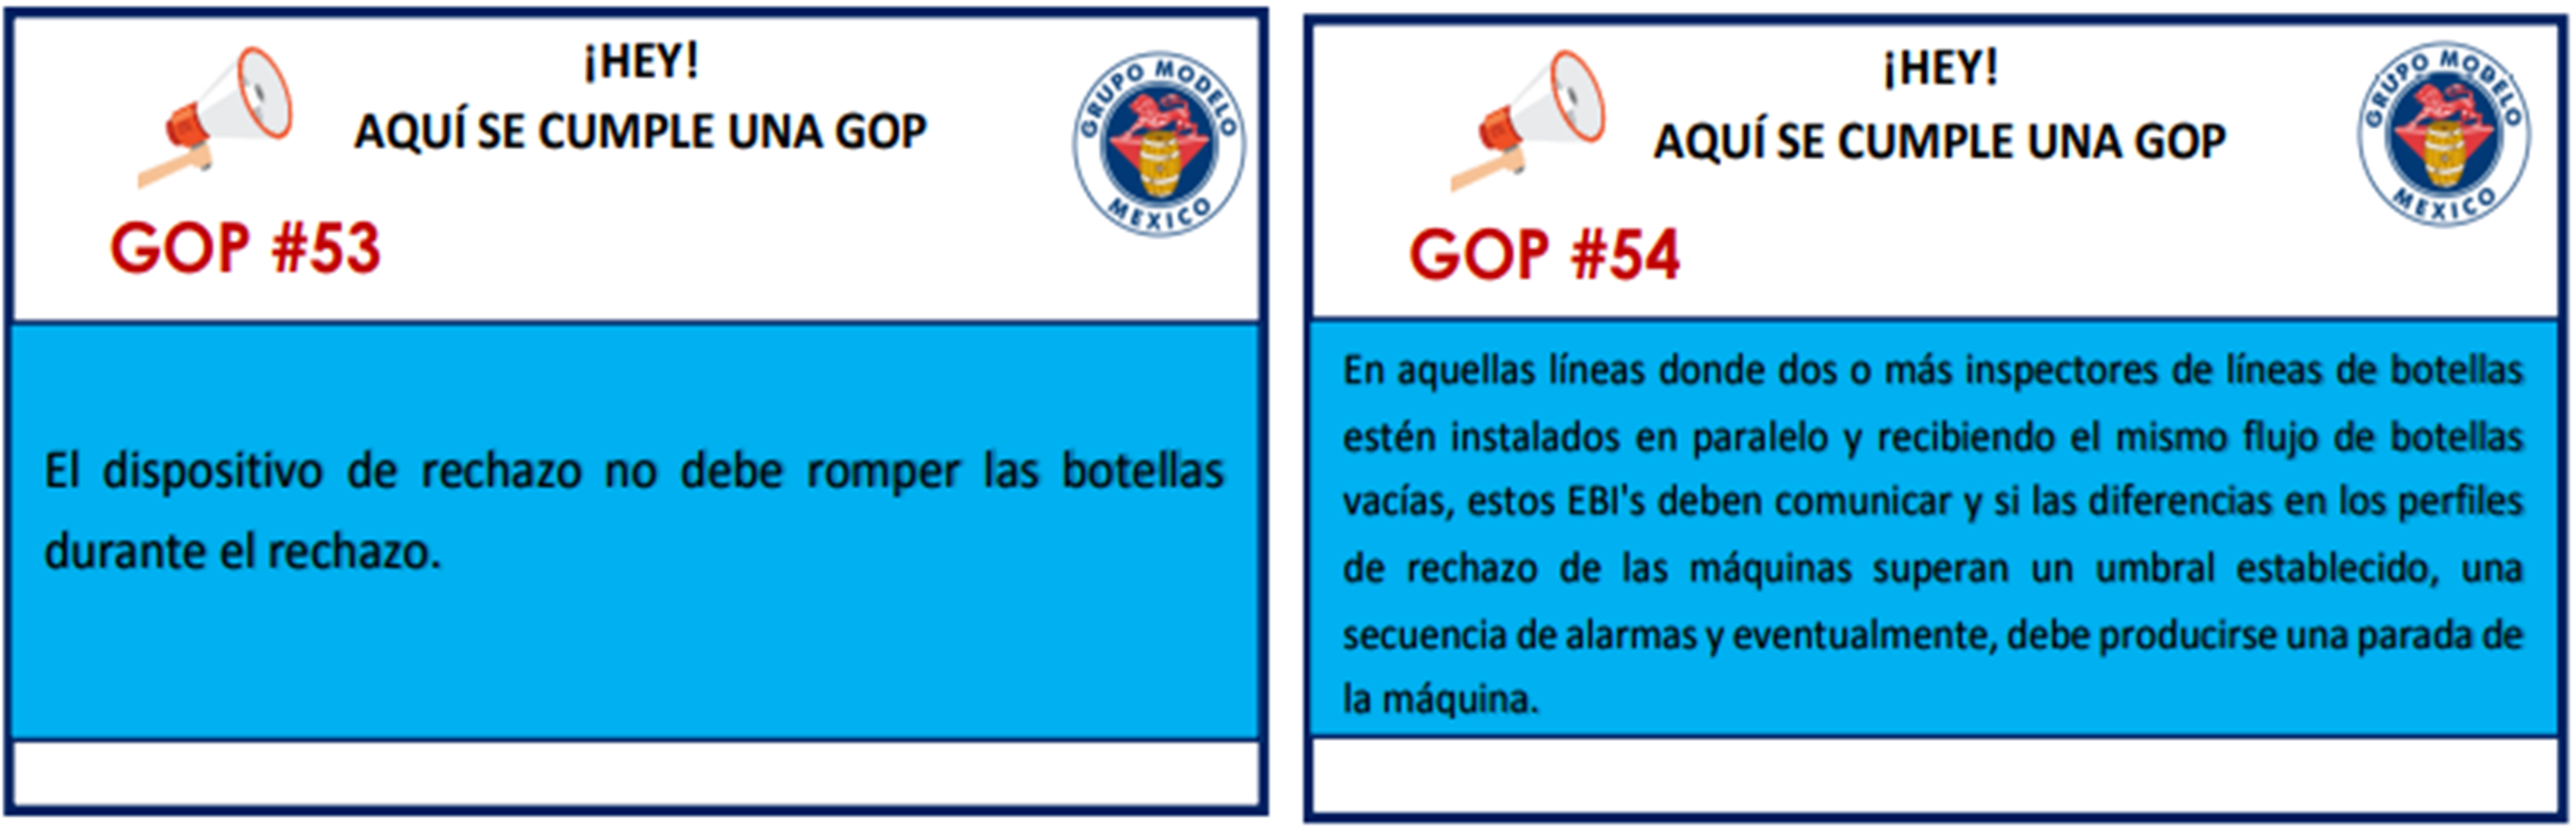 ¡HEY!
AQUÍ SE CUMPLE UNA GOP
GRUPO MODELO
MEXICO
GOP #53
El dispositivo de rechazo no debe romper las botellas
durante el rechazo.
¡HEY!
AQUÍ SE CUMPLE UNA GOP
GRUPO MODELO
MEXICO
GOP #54
En aquellas líneas donde dos o más inspectores de líneas de botellas
estén instalados en paralelo y recibiendo el mismo flujo de botellas
vacías, estos EBI's deben comunicar y si las diferencias en los perfiles
de rechazo de las máquinas superan un umbral establecido, una
secuencia de alarmas y eventualmente, debe producirse una parada de
la máquina.